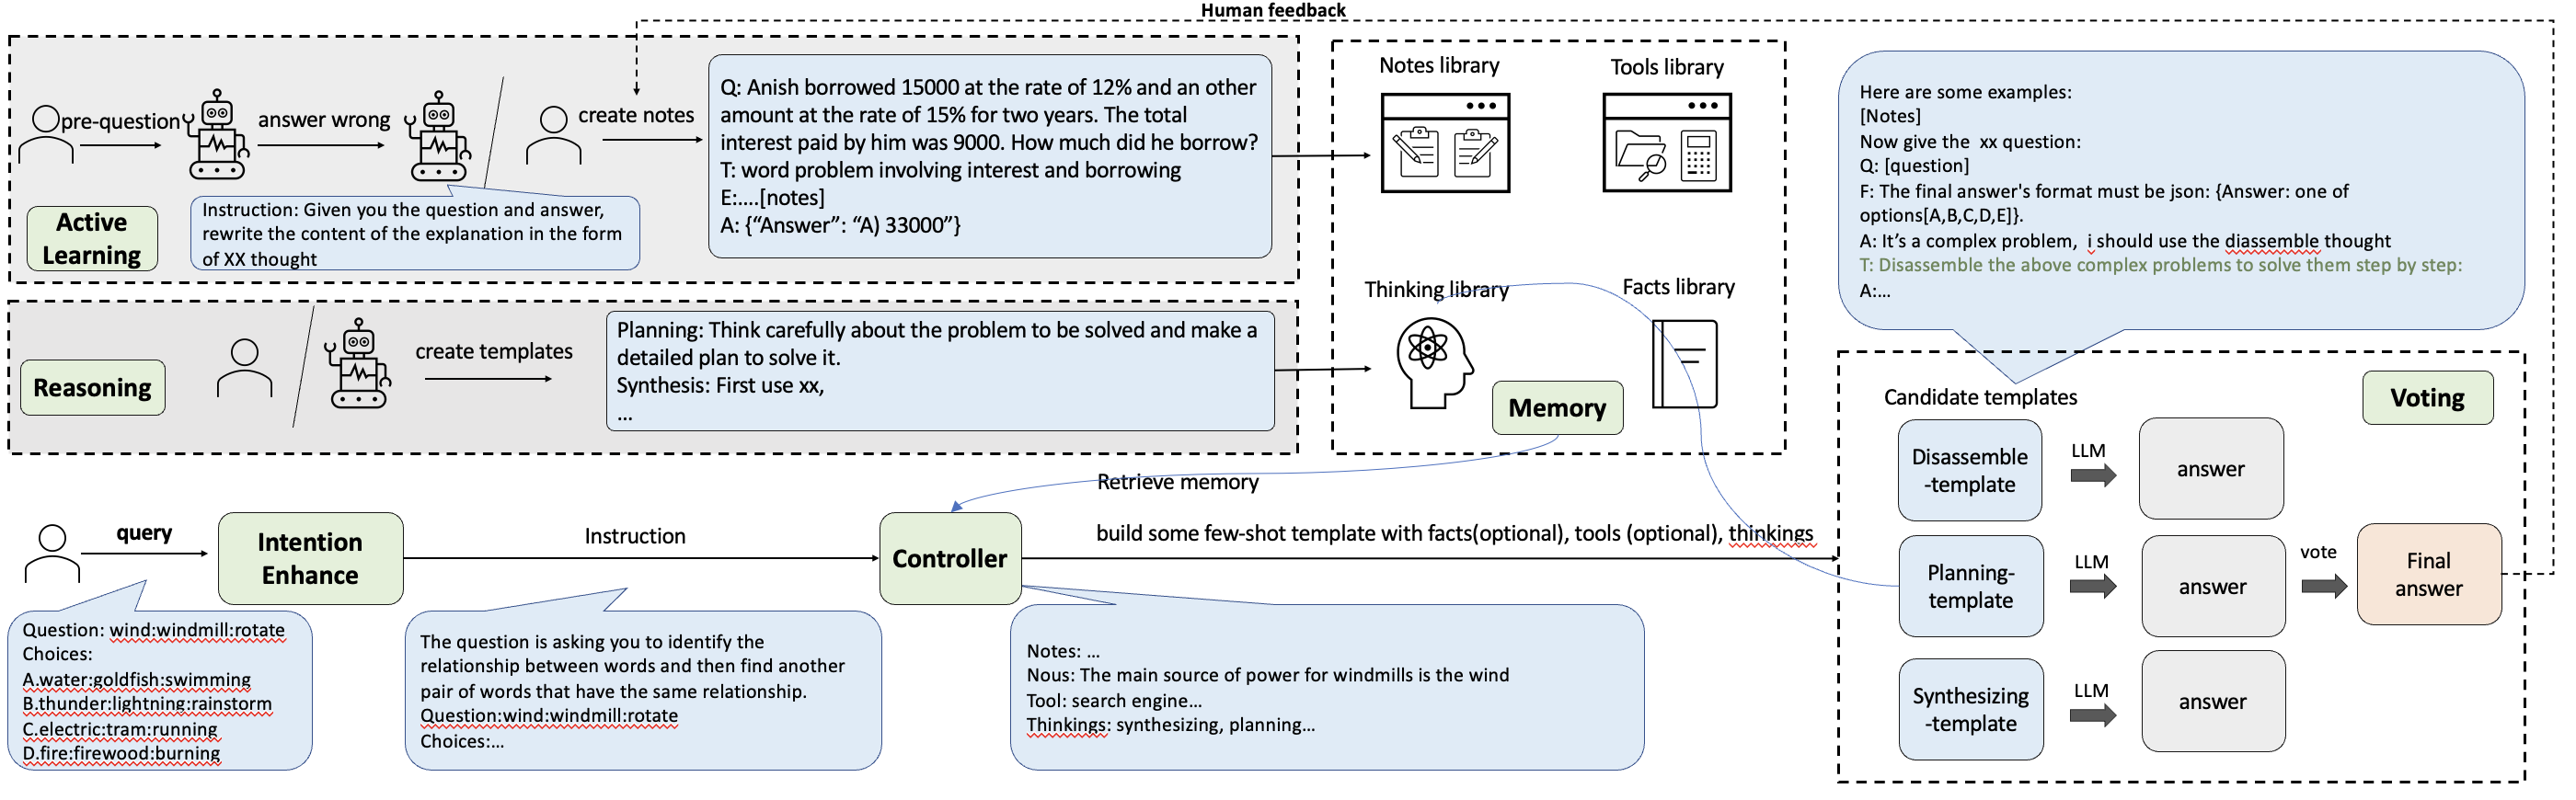 Human feedback
pre-question
answer wrong
create notes
Instruction: Given you the question and answer,
rewrite the content of the explanation in the form
of XX thought
Active
Learning
Q: Anish borrowed 15000 at the rate of 12% and an other
amount at the rate of 15% for two years. The total
interest paid by him was 9000. How much did he borrow?
T: word problem involving interest and borrowing
E:....[notes]
A: {“Answer”: “A) 33000”}
Reasoning
create templates
Planning: Think carefully about the problem to be solved and make a
detailed plan to solve it.
Synthesis: First use xx,
...
Notes library
Tools library
Thinking library
Facts library
Memory
Here are some examples:
[Notes]
Now give the  xx question:
Q: [question]
F: The final answer's format must be json: {Answer: one of
options[A,B,C,D,E]}.
A: It’s a complex problem,  i should use the diassemble thought
T: Disassemble the above complex problems to solve them step by step:
A:...
Retrieve memory
query
Intention
Enhance
Instruction
Controller
build some few-shot template with facts(optional), tools (optional), thinkings
Question: wind:windmill:rotate
Choices:
A.water:goldfish:swimming
B.thunder:lightning:rainstorm
C.electric:tram:running
D.fire:firewood:burning
The question is asking you to identify the
relationship between words and then find another
pair of words that have the same relationship.
Question:wind:windmill:rotate
Choices:...
Notes: ...
Nous: The main source of power for windmills is the wind
Tool: search engine...
Thinkings: synthesizing, planning...
Candidate templates
Voting
Disassemble
-template
LLM
answer
Planning-
template
LLM
answer
vote
Final
answer
Synthesizing
-template
LLM
answer